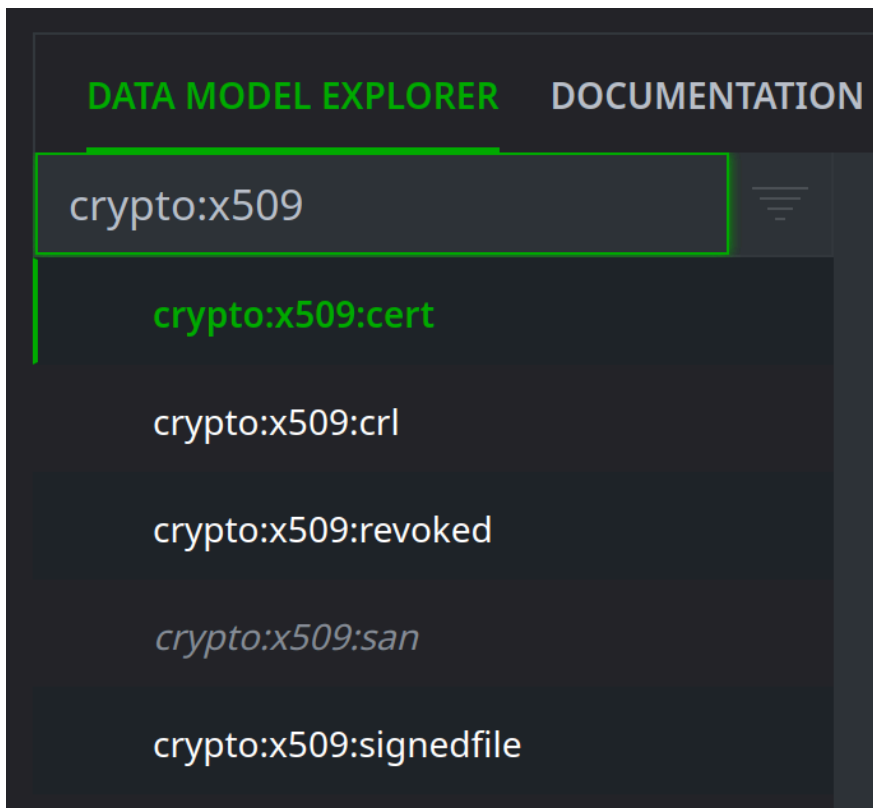 DATA MODEL EXPLORER DOCUMENTATION
crypto:x509
crypto:x509:cert
crypto:x509:crl
crypto:x509:revoked
crypto:x509:san
crypto:x509:signedfile